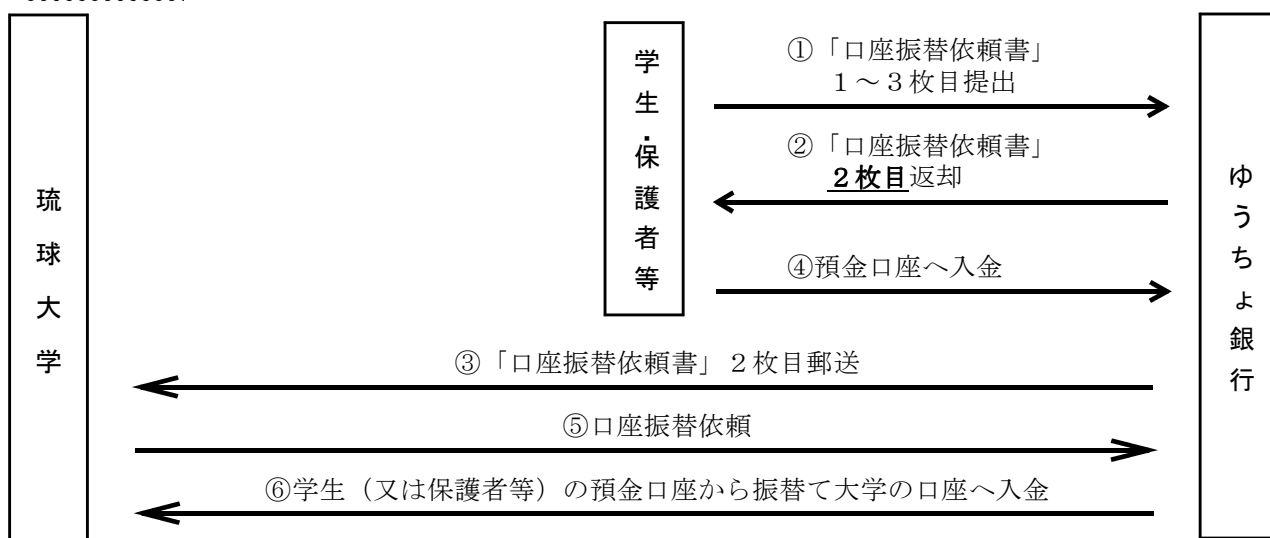 琉球大学
学生・保護者等
ゆうちょ銀行
①「口座振替依頼書」
１～３枚目提出
②「口座振替依頼書」
２枚目返却
④預金口座へ入金
③「口座振替依頼書」２枚目郵送
⑤口座振替依頼
⑥学生（又は保護者等）の預金口座から振替て大学の口座へ入金